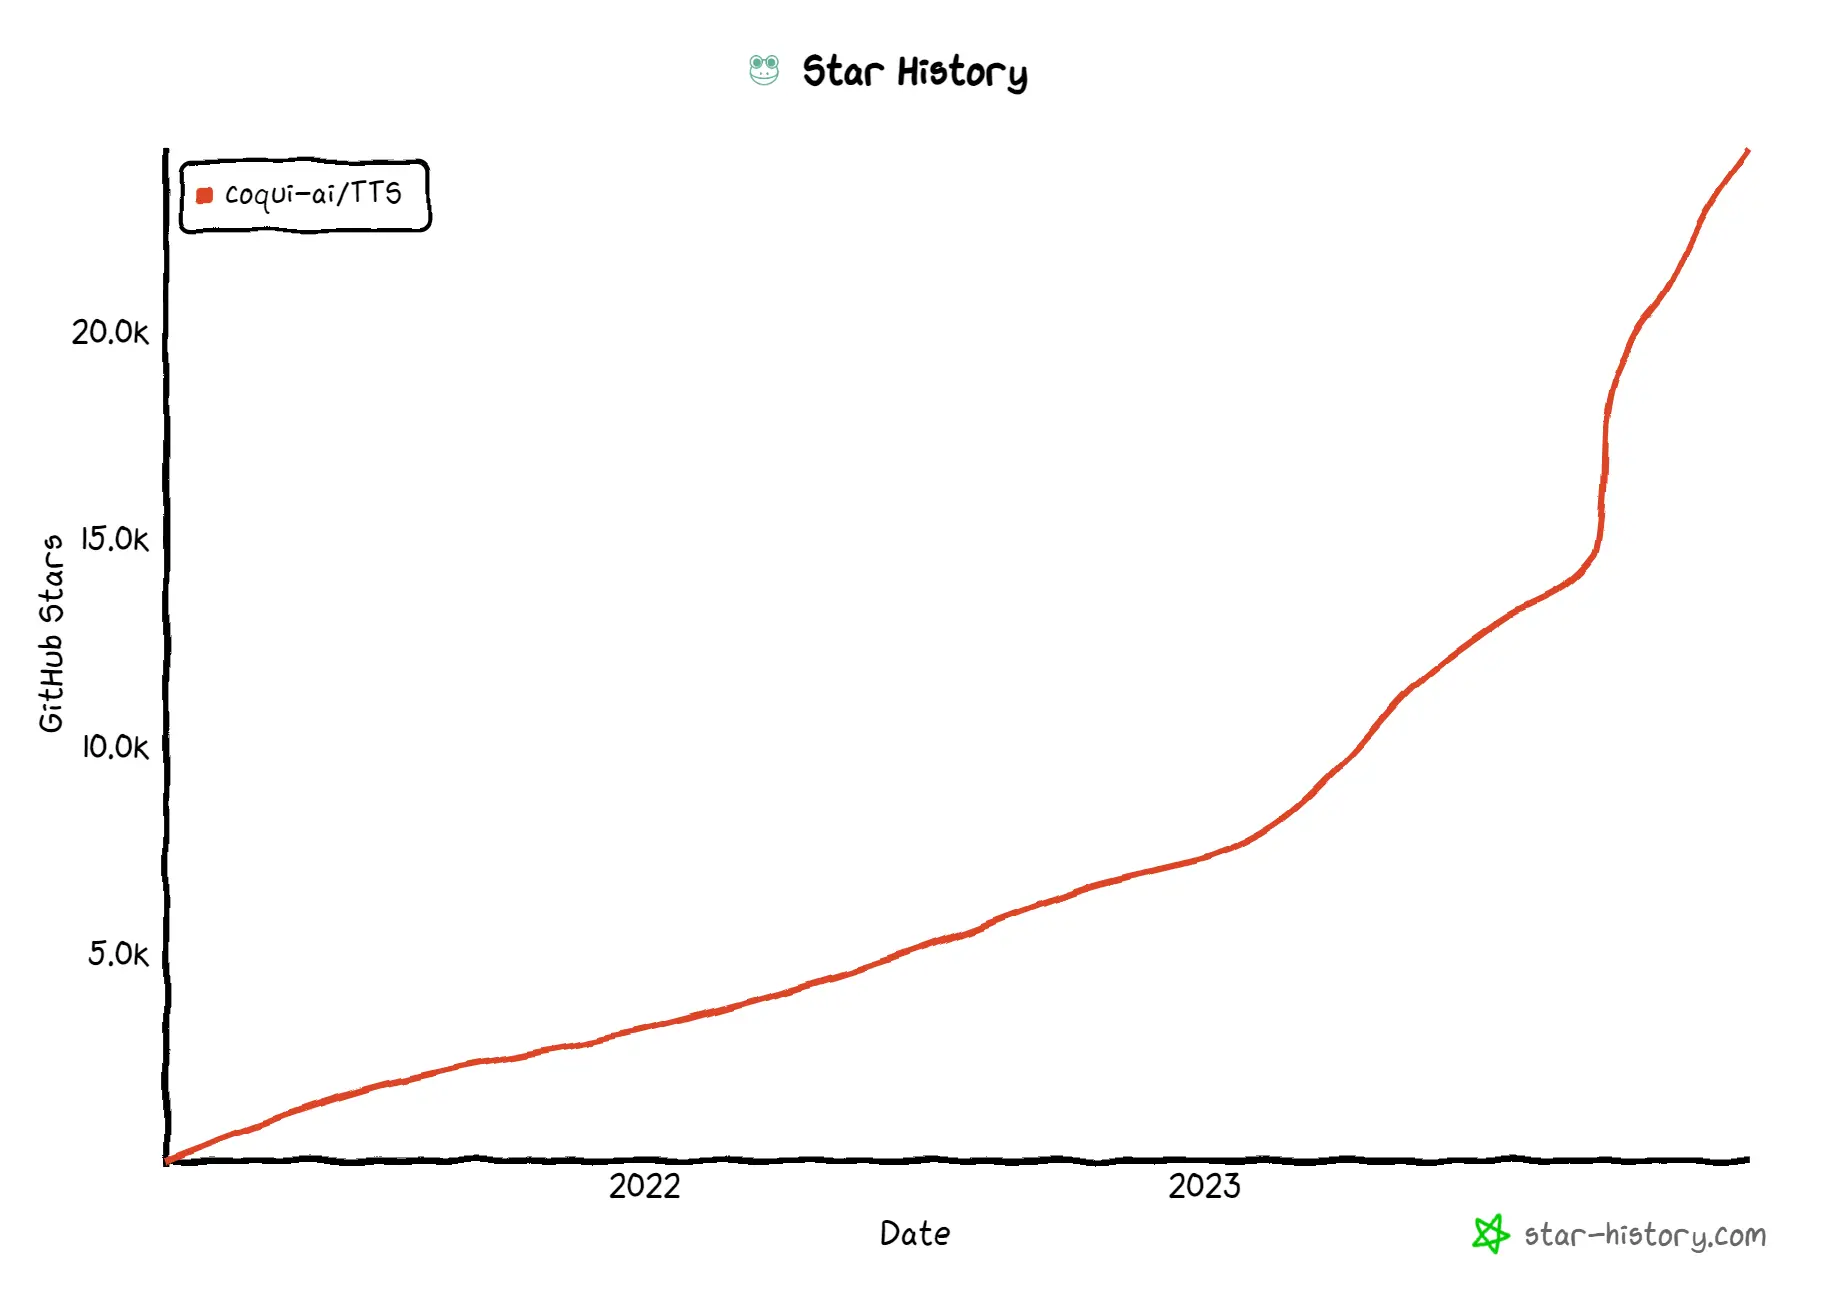 Star History
coqui-ai/TTS
20.0k
15.0k
10.0k
5.0k
GitHub Stars
2022
2023
Date
star-history.com